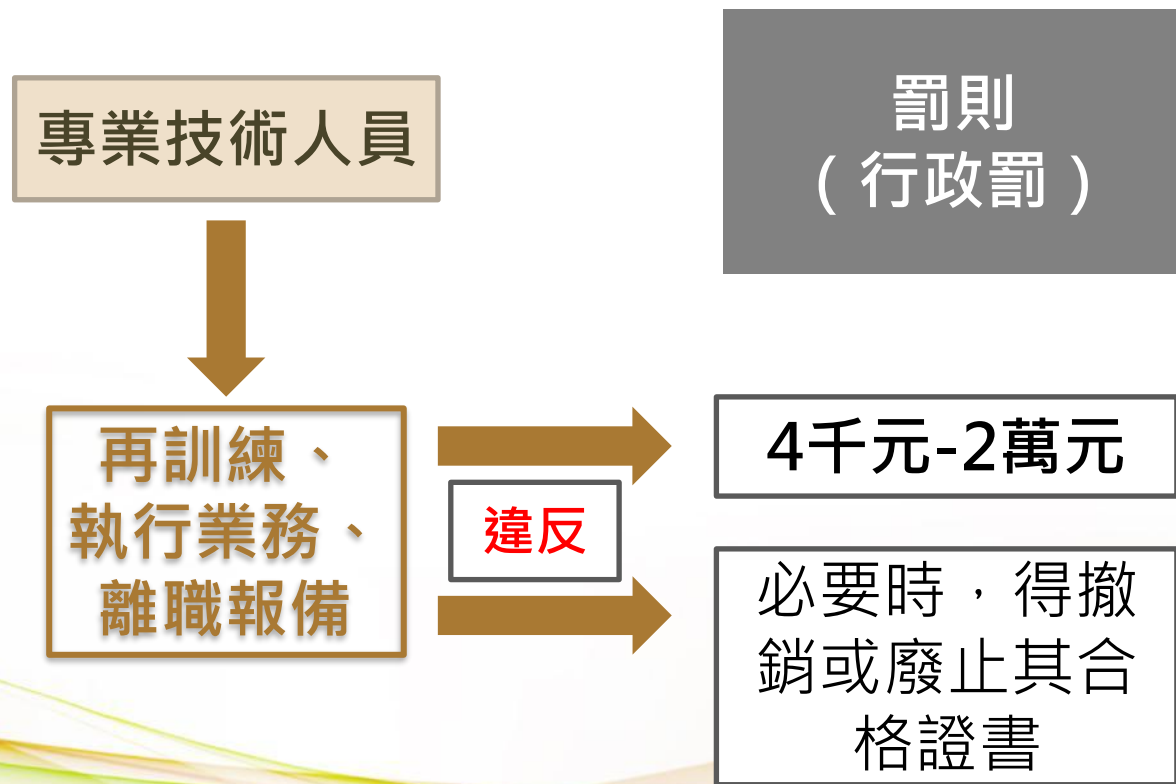 專業技術人員
罰則
(行政罰)
再訓練、
執行業務、
離職報備
違反
4千元-2萬元
必要時，得撤
銷或廢止其合
格證書